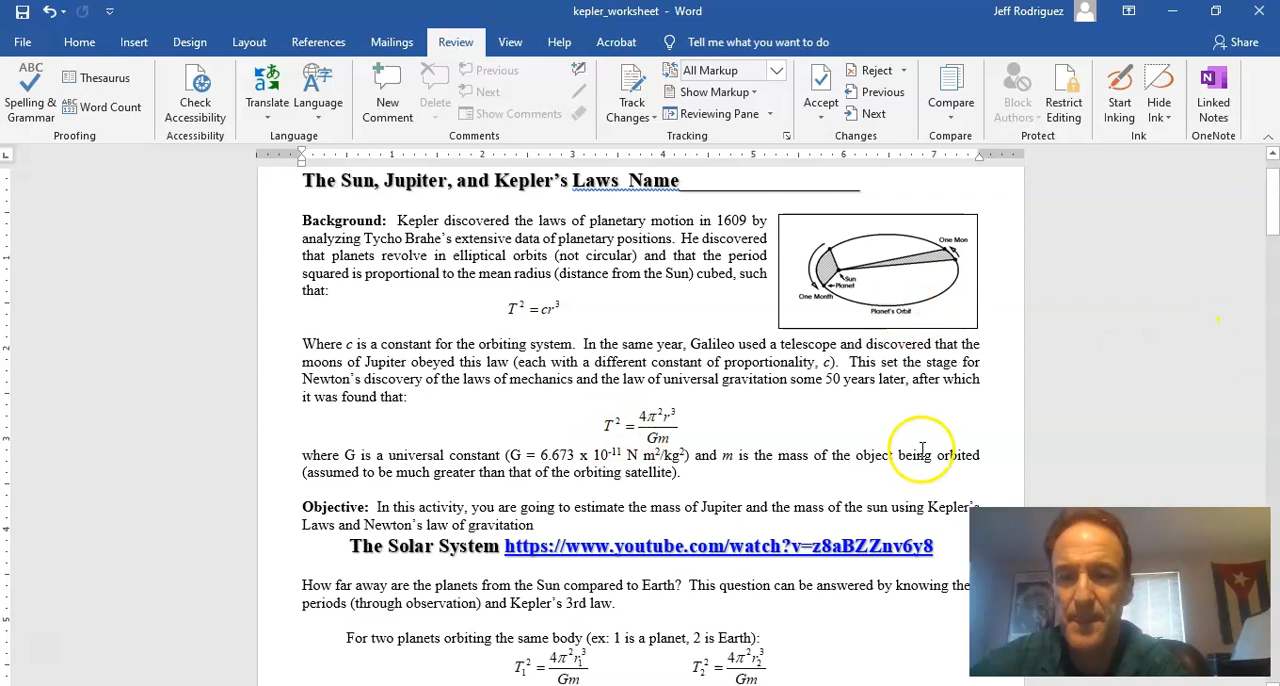 kepler_worksheet - Word
Jeff Rodriguez
File Home Insert Design Layout References Mailings Review View Help Acrobat Tell me what you want to do Share
ABC
Spelling & Grammar
Thesaurus
ABC 123 Word Count
Proofing
Check Accessibility
Accessibility
Translate Language
Language
New Comment
Delete
Previous
Next
Show Comments
Comments
Track Changes
All Markup
Show Markup
Reviewing Pane
Tracking
Accept
Reject
Previous
Next
Changes
Compare
Compare
Block Authors
Restrict Editing
Protect
Start Inking
Hide Ink
Ink
Linked Notes
OneNote
1 2 3 4 5 6 7
The Sun, Jupiter, and Kepler's Laws Name____________________
Background: Kepler discovered the laws of planetary motion in 1609 by
analyzing Tycho Brahe's extensive data of planetary positions. He discovered
that planets revolve in elliptical orbits (not circular) and that the period
squared is proportional to the mean radius (distance from the Sun) cubed, such
that:
T² = cr³
One Mon
Sun
Planet
One Month
Planet's Orbit
Where c is a constant for the orbiting system. In the same year, Galileo used a telescope and discovered that the
moons of Jupiter obeyed this law (each with a different constant of proportionality, c). This set the stage for
Newton's discovery of the laws of mechanics and the law of universal gravitation some 50 years later, after which
it was found that:
T² = 4π²r³ / Gm
where G is a universal constant (G = 6.673 x 10⁻¹¹ N m²/kg²) and m is the mass of the object being orbited
(assumed to be much greater than that of the orbiting satellite).
Objective: In this activity, you are going to estimate the mass of Jupiter and the mass of the sun using Kepler's
Laws and Newton's law of gravitation
The Solar System https://www.youtube.com/watch?v=z8aBZZnv6y8
How far away are the planets from the Sun compared to Earth? This question can be answered by knowing the
periods (through observation) and Kepler's 3rd law.
For two planets orbiting the same body (ex: 1 is a planet, 2 is Earth):
T₁² = 4π²r₁³ / Gm T₂² = 4π²r₂³ / Gm